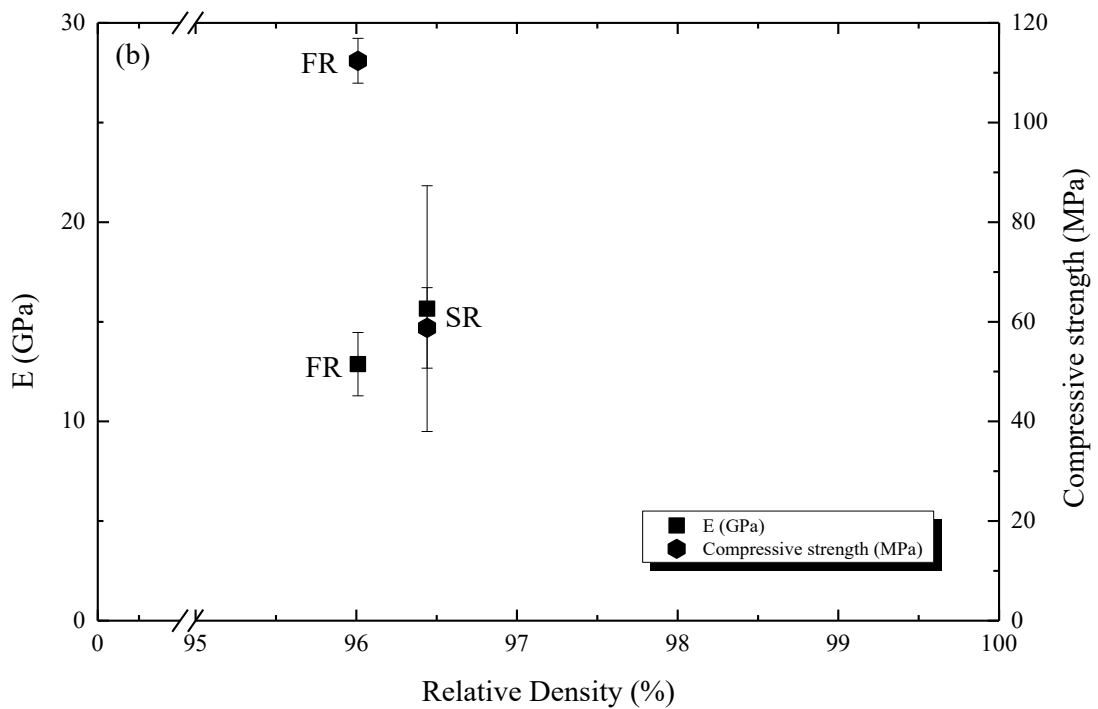 30
120
(b)
FR
100
20
80
E (GPa)
SR
60
Compressive strength (MPa)
FR
10
40
E (GPa)
20
Compressive strength (MPa)
0
0
0
95
96
97
98
99
100
Relative Density (%)